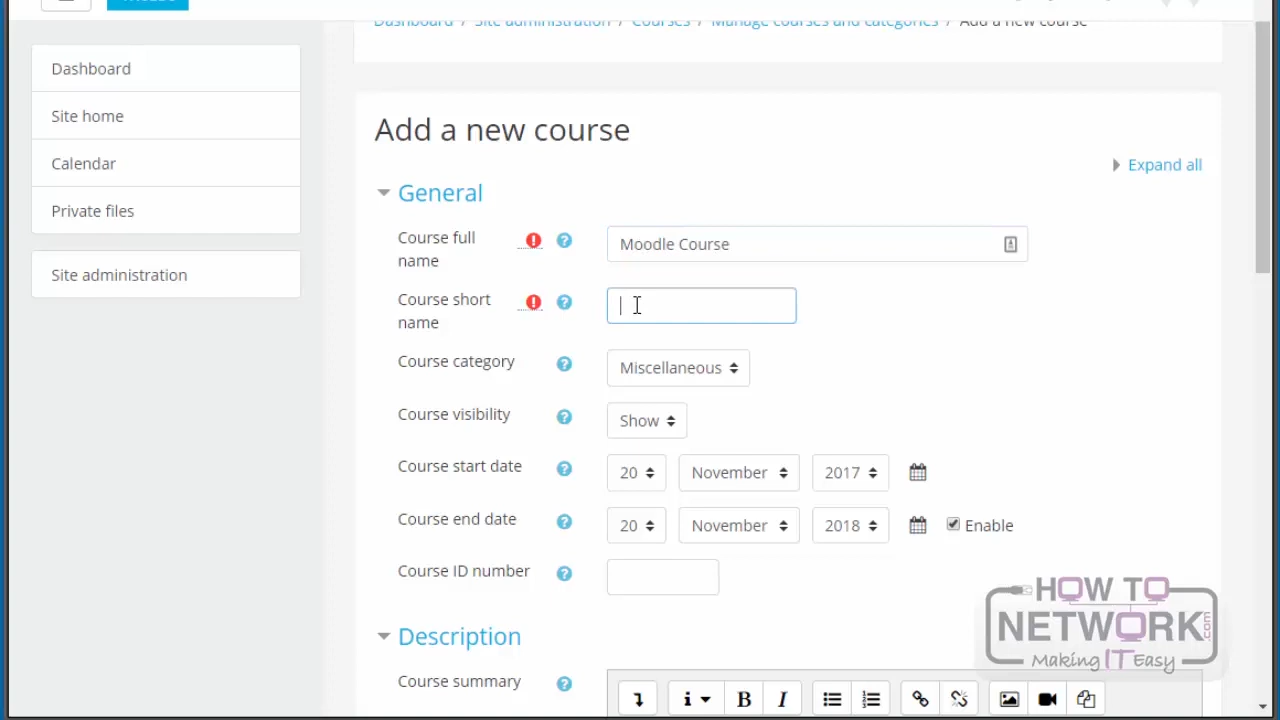 Dashboard / Site administration / Courses / Manage courses and categories / Add a new course
Dashboard
Site home
Calendar
Private files
Site administration
Add a new course
Expand all
General
Course full
name
Moodle Course
Course short
name
Course category
Miscellaneous
Course visibility
Show
Course start date
20 November 2017
Course end date
20 November 2018 Enable
Course ID number
Description
Course summary
B I
HOW TO
NETWORK.com
Making IT Easy